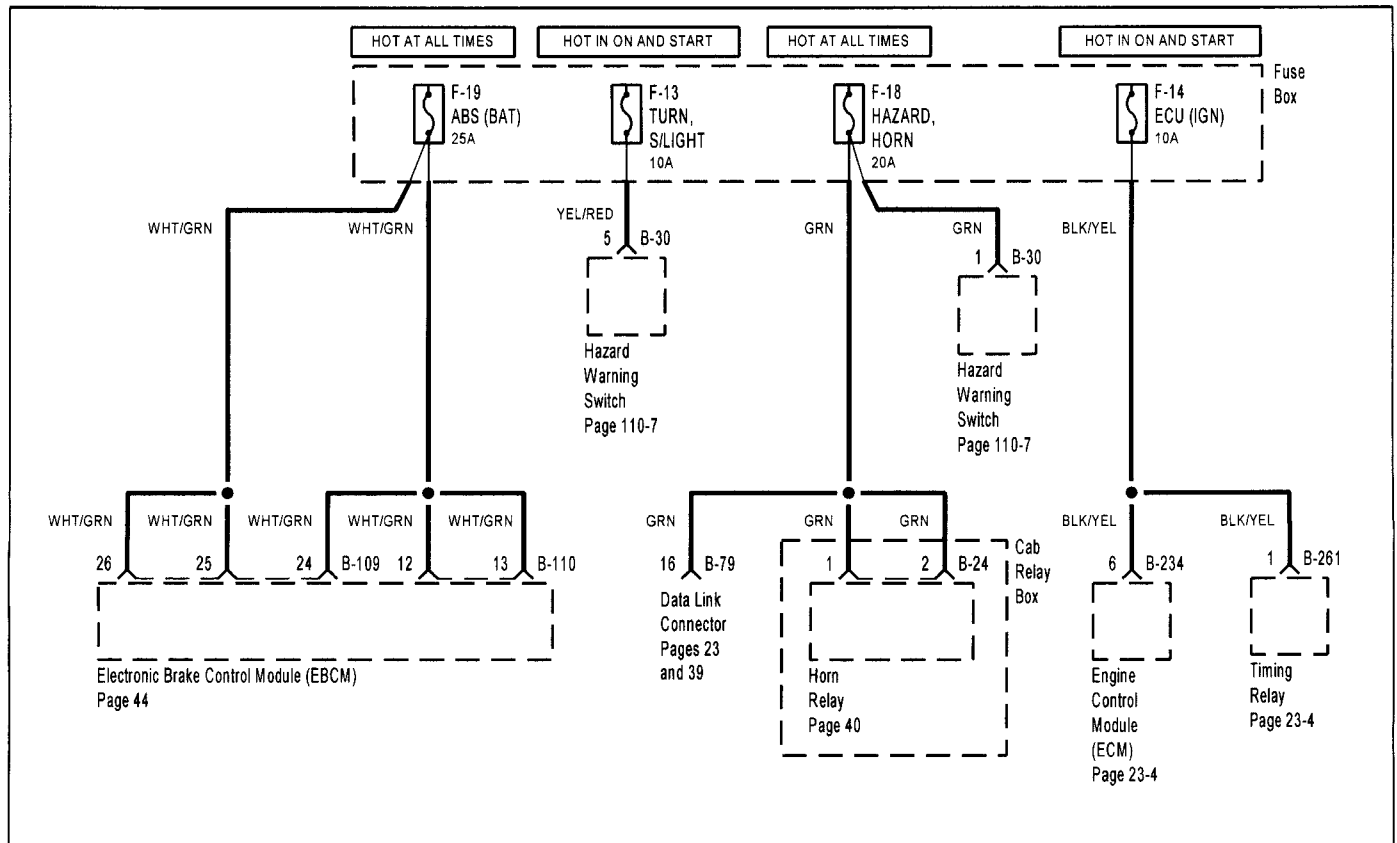 HOT AT ALL TIMES
HOT IN ON AND START
HOT AT ALL TIMES
HOT IN ON AND START
Fuse
Box
F-19
ABS (BAT)
25A
F-13
TURN,
S/LIGHT
10A
F-18
HAZARD,
HORN
20A
F-14
ECU (IGN)
10A
WHT/GRN
WHT/GRN
YEL/RED
5
B-30
Hazard
Warning
Switch
Page 110-7
GRN
GRN
1
B-30
Hazard
Warning
Switch
Page 110-7
BLK/YEL
WHT/GRN
WHT/GRN
WHT/GRN
WHT/GRN
WHT/GRN
26
25
24
B-109
12
13
B-110
Electronic Brake Control Module (EBCM)
Page 44
GRN
GRN
GRN
16
B-79
Data Link
Connector
Pages 23
and 39
1
2
B-24
Cab
Relay
Box
Horn
Relay
Page 40
BLK/YEL
BLK/YEL
6
B-234
Engine
Control
Module
(ECM)
Page 23-4
1
B-261
Timing
Relay
Page 23-4